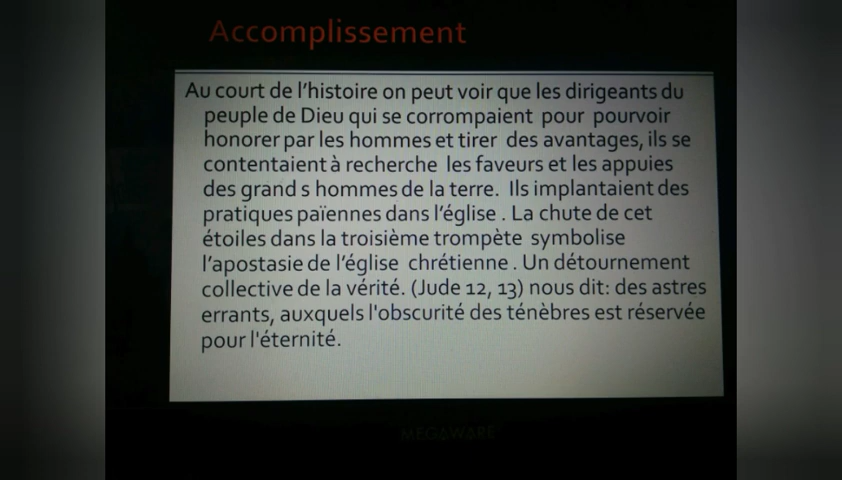 Accomplissement
Au court de l'histoire on peut voir que les dirigeants du
peuple de Dieu qui se corrompaient pour pourvoir
honorer par les hommes et tirer des avantages, ils se
contentaient à recherche les faveurs et les appuies
des grand s hommes de la terre. Ils implantaient des
pratiques païennes dans l'église . La chute de cet
étoiles dans la troisième trompète symbolise
l'apostasie de l'église chrétienne . Un détournement
collective de la vérité. (Jude 12, 13) nous dit: des astres
errants, auxquels l'obscurité des ténèbres est réservée
pour l'éternité.
MEGAWARE